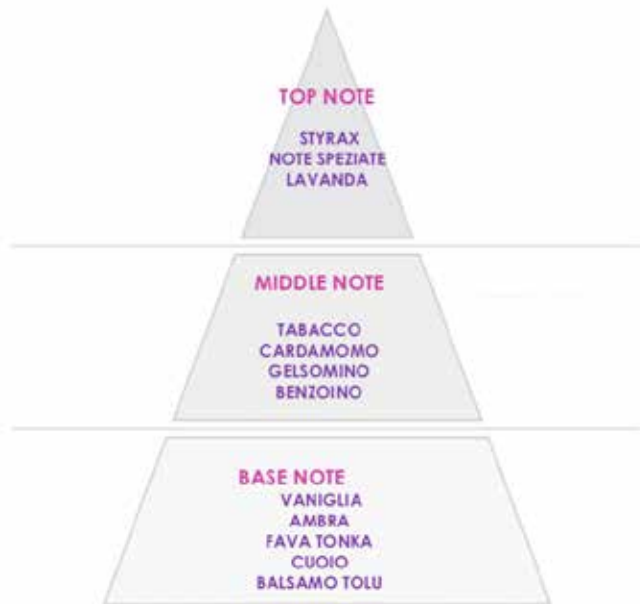 TOP NOTE
STYRAX
NOTE SPEZIATE
LAVANDA
MIDDLE NOTE
TABACCO
CARDAMOMO
GELSOMINO
BENZOINO
BASE NOTE
VANIGLIA
AMBRA
FAVA TONKA
CUOIO
BALSAMO TOLU